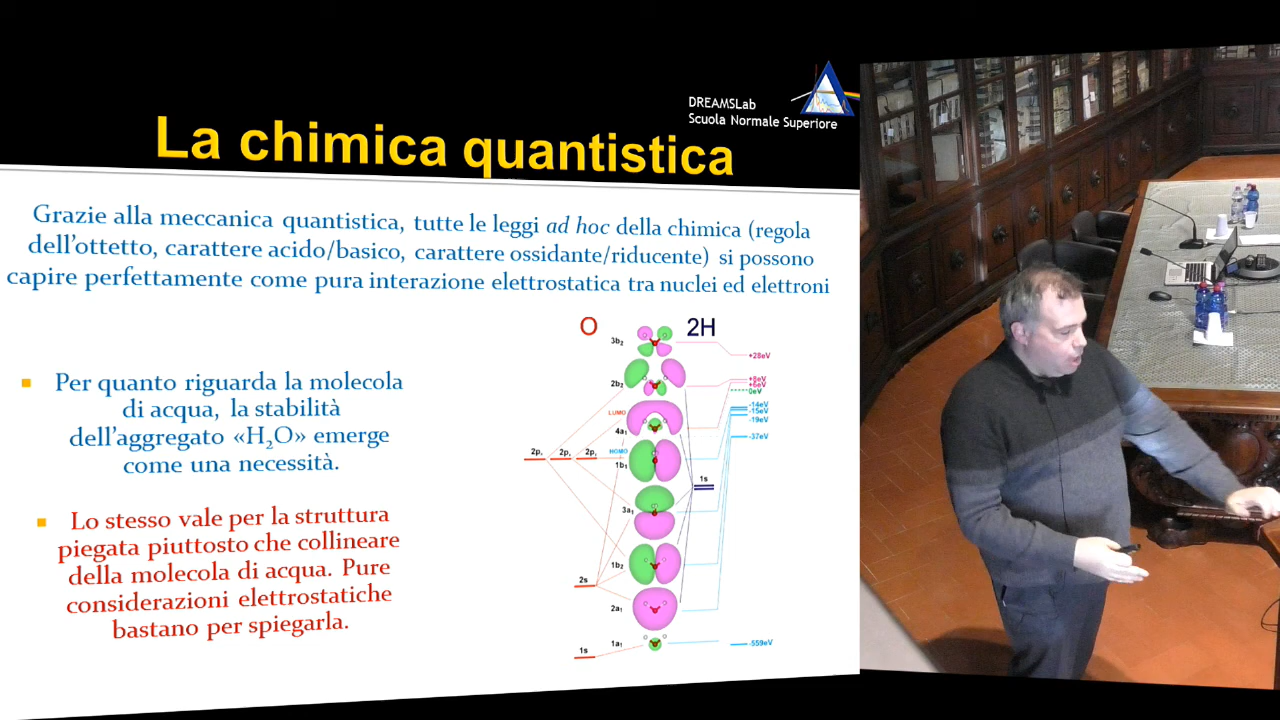 DREAMSLab
Scuola Normale Superiore
La chimica quantistica
Grazie alla meccanica quantistica, tutte le leggi ad hoc della chimica (regola
dell'ottetto, carattere acido/basico, carattere ossidante/riducente) si possono
capire perfettamente come pura interazione elettrostatica tra nuclei ed elettroni
Per quanto riguarda la molecola
di acqua, la stabilità
dell'aggregato «H₂O» emerge
come una necessità.
Lo stesso vale per la struttura
piegata piuttosto che collineare
della molecola di acqua. Pure
considerazioni elettrostatiche
bastano per spiegarla.
O 2H
3b₂
+28eV
2b₂
+8eV
+6eV
0eV
LUMO
-14eV
-15eV
4a₁
-19eV
-37eV
2p 2p 2p
HOMO
1b₁
1s
3a₁
1b₂
2s
2a₁
1a₁
-559eV
1s